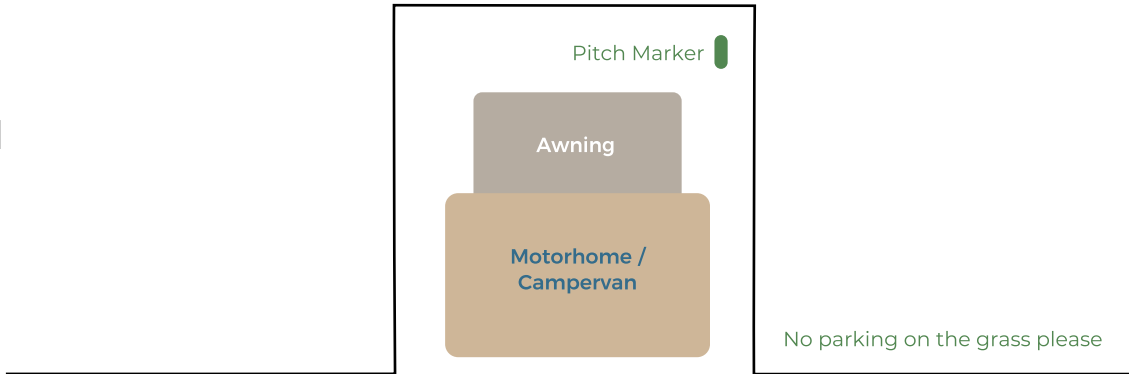 Pitch Marker
Awning
Motorhome /
Campervan
No parking on the grass please